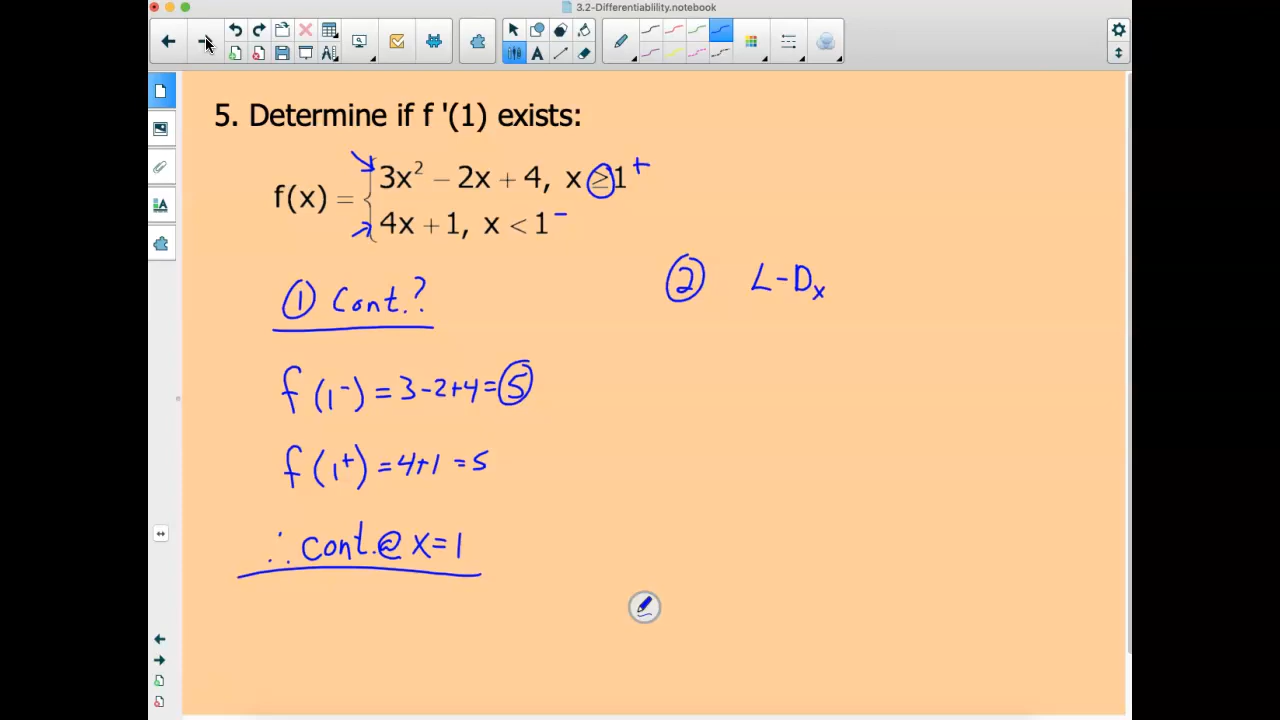 3.2-Differentiablility.notebook
5. Determine if f '(1) exists:
f(x) = { 3x² − 2x + 4, x ≥ 1 +
4x + 1, x < 1 −
① Cont.?
f(1⁻) = 3-2+4 = 5
f(1⁺) = 4+1 = 5
∴ cont. @ x=1
② L-Dₓ